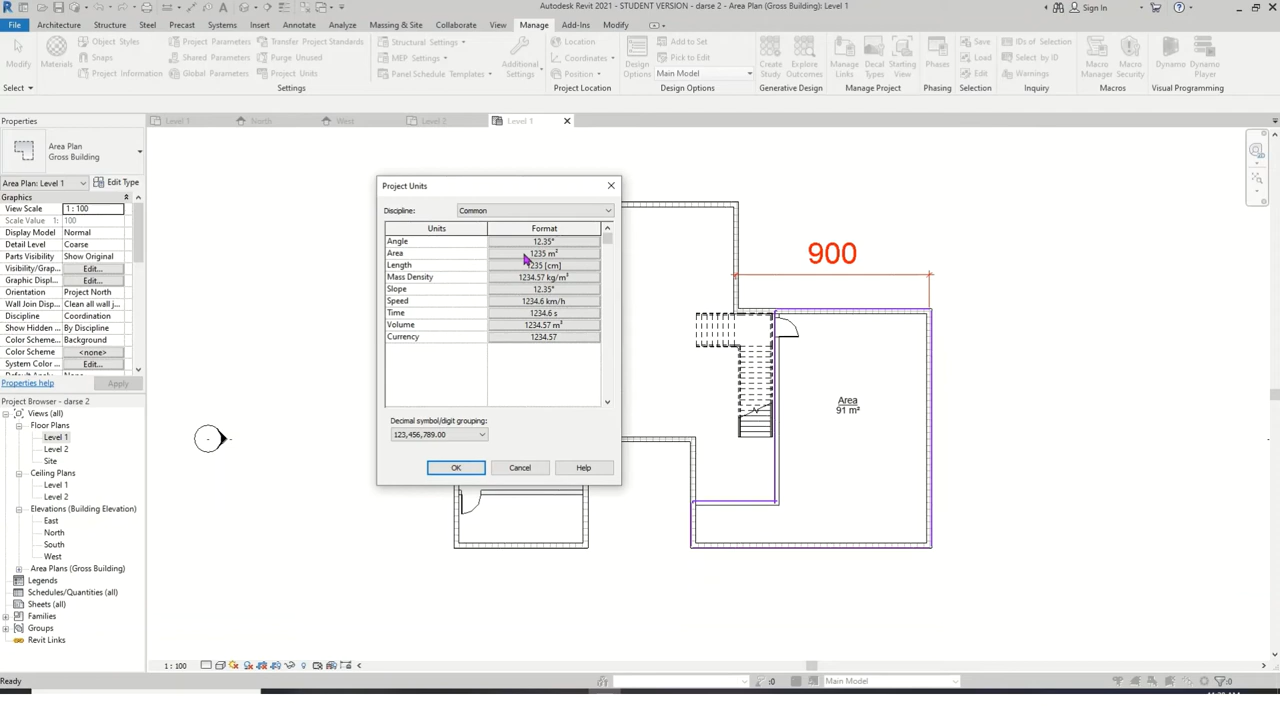 Autodesk Revit 2021 - STUDENT VERSION - darse 2 - Area Plan (Gross Building): Level 1
Sign In
File Architecture Structure Steel Precast Systems Insert Annotate Analyze Massing & Site Collaborate View Manage Add-Ins Modify
Modify
Select
Materials
Object Styles
Snaps
Project Information
Project Parameters
Shared Parameters
Global Parameters
Transfer Project Standards
Purge Unused
Project Units
Settings
Structural Settings
MEP Settings
Panel Schedule Templates
Additional Settings
Location
Coordinates
Position
Project Location
Design Options
Add to Set
Pick to Edit
Main Model
Design Options
Create Study
Explore Outcomes
Generative Design
Manage Links
Decal Types
Starting View
Manage Project
Phases
Phasing
Save
Load
Edit
Selection
IDs of Selection
Select by ID
Warnings
Inquiry
Macro Manager
Macro Security
Macros
Dynamo
Dynamo Player
Visual Programming
Level 1 North West Level 2 Level 1
Properties
Area Plan
Gross Building
Area Plan: Level 1 Edit Type
Graphics
View Scale 1 : 100
Scale Value 1: 100
Display Model Normal
Detail Level Coarse
Parts Visibility Show Original
Visibility/Grap... Edit...
Graphic Displ... Edit...
Orientation Project North
Wall Join Displ... Clean all wall j...
Discipline Coordination
Show Hidden ... By Discipline
Color Scheme ... Background
Color Scheme <none>
System Color ... Edit...
Properties help Apply
Project Browser - darse 2
Views (all)
Floor Plans
Level 1
Level 2
Site
Ceiling Plans
Level 1
Level 2
Elevations (Building Elevation)
East
North
South
West
Area Plans (Gross Building)
Legends
Schedules/Quantities (all)
Sheets (all)
Families
Groups
Revit Links
Project Units
Discipline: Common
Units Format
Angle 12.35°
Area 1235 m²
Length 1235 [cm]
Mass Density 1234.57 kg/m³
Slope 12.35°
Speed 1234.6 km/h
Time 1234.6 s
Volume 1234.57 m³
Currency 1234.57
Decimal symbol/digit grouping:
123,456,789.00
OK Cancel Help
900
Area
91 m²
1 : 100
Ready
:0
Main Model
:0